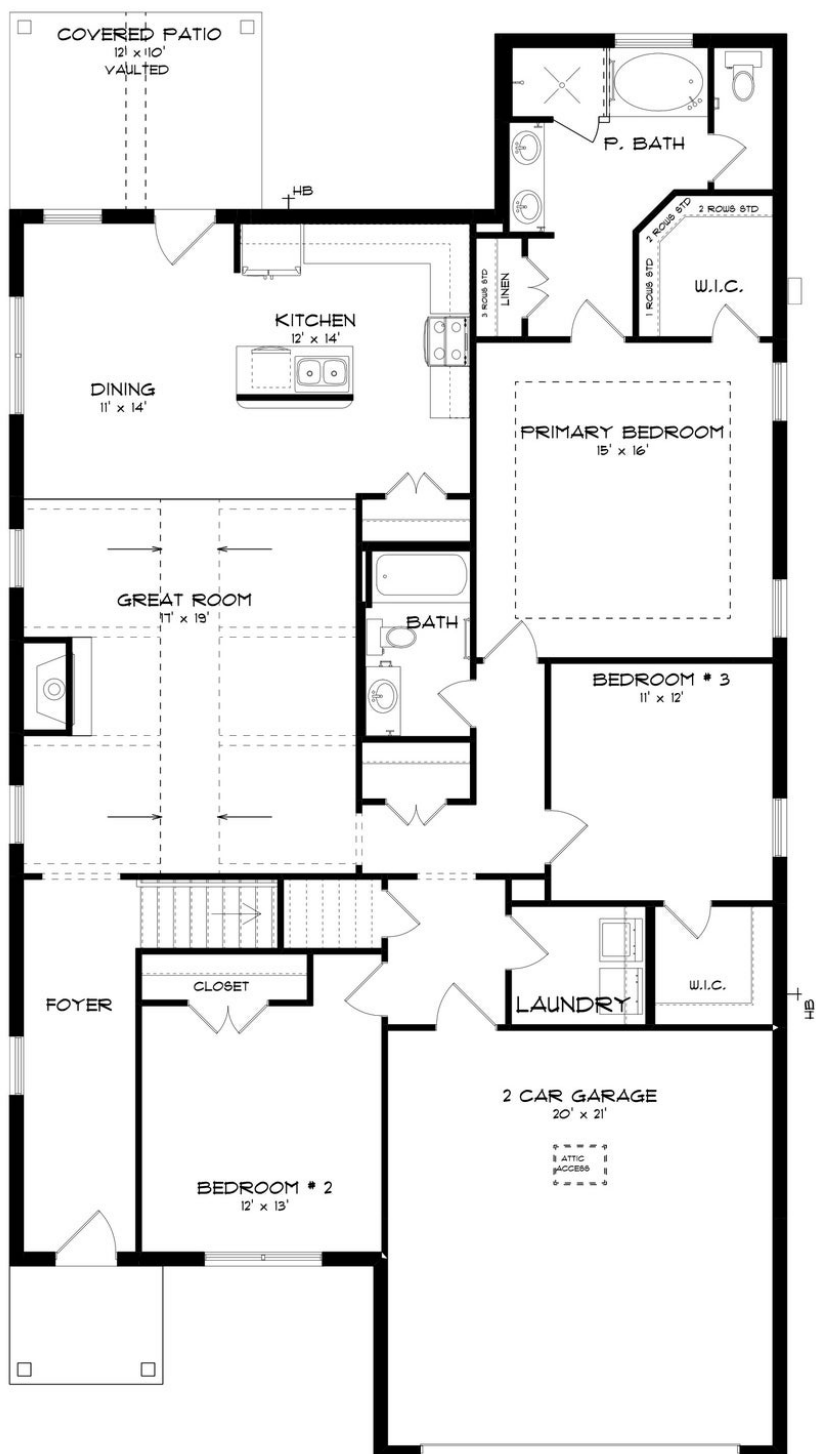 COVERED PATIO
12' x 10'
VAULTED
HB
P. BATH
2 ROWS STD
2 ROWS STD
1 ROWS STD
W.I.C.
3 ROWS STD
LINEN
KITCHEN
12' x 14'
DINING
11' x 14'
PRIMARY BEDROOM
15' x 16'
GREAT ROOM
17' x 19'
BATH
BEDROOM # 3
11' x 12'
CLOSET
FOYER
LAUNDRY
W.I.C.
HB
2 CAR GARAGE
20' x 21'
ATTIC
ACCESS
BEDROOM # 2
12' x 13'